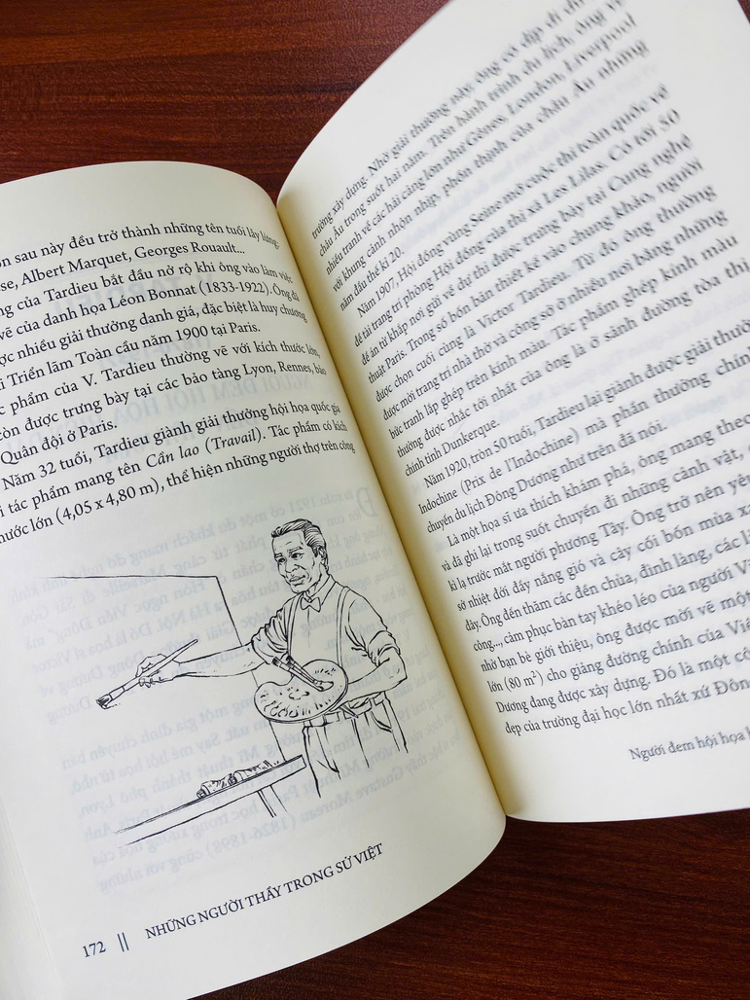 sau này đều trở thành những tên tuổi lẫy lừng:
se, Albert Marquet, Georges Rouault...
của Tardieu bắt đầu nở rộ khi ông vào làm việc
vẽ của danh họa Léon Bonnat (1833-1922). Ông đã
nhiều giải thưởng danh giá, đặc biệt là huy chương
Triển lãm Toàn cầu năm 1900 tại Paris.
phẩm của V. Tardieu thường vẽ với kích thước lớn,
còn được trưng bày tại các bảo tàng Lyon, Rennes, bảo
Quân đội ở Paris.
Năm 32 tuổi, Tardieu giành giải thưởng hội họa quốc gia
tác phẩm mang tên Cần lao (Travail). Tác phẩm có kích
thước lớn (4,05 x 4,80 m), thể hiện những người thợ trên công
172 || NHỮNG NGƯỜI THẦY TRONG SỬ VIỆT
trường xây dựng. Nhờ giải thưởng này, ông có dịp đi
châu Âu trong suốt hai năm. Trên hành trình du lịch, ông vẽ
nhiều tranh về các hải cảng lớn như Gênes, London, Liverpool
với khung cảnh nhộn nhịp, phồn thịnh của châu Âu những
năm đầu thế kỉ 20.
Năm 1907, Hội đồng vùng Seine mở cuộc thi toàn quốc vẽ
để tài trang trí phòng Hội đồng của thị xã Les Lilas. Có tới 50
đề án từ khắp nơi gửi về dự thi được trưng bày tại Cung nghệ
thuật Paris. Trong số bốn bản thiết kế vào chung khảo, người
được chọn cuối cùng là Victor Tardieu. Từ đó ông thường
được mời trang trí nhà thờ và công sở ở nhiều nơi bằng những
bức tranh lắp ghép trên kính màu. Tác phẩm ghép kính màu
thường được nhắc tới nhất của ông là ở sảnh đường tòa thị
chính tỉnh Dunkerque.
Năm 1920, tròn 50 tuổi, Tardieu lại giành được giải thưởng
Indochine (Prix de l'Indochine) mà phần thưởng chính
chuyến du lịch Đông Dương như trên đã nói.
Là một họa sĩ ưa thích khám phá, ông mang theo
và đã ghi lại trong suốt chuyến đi những cảnh vật,
kì lạ trước mắt người phương Tây. Ông trở nên yêu
sở nhiệt đới đầy nắng gió và cây cối bốn mùa
đây. Ông đến thăm các đền chùa, đình làng, các
công..., cảm phục bàn tay khéo léo của người
nhờ bạn bè giới thiệu, ông được mời vẽ một
lớn (80 m²) cho giảng đường chính của
Dương đang được xây dựng. Đó là một
đẹp của trường đại học lớn nhất xứ Đông
Người đem hội họa